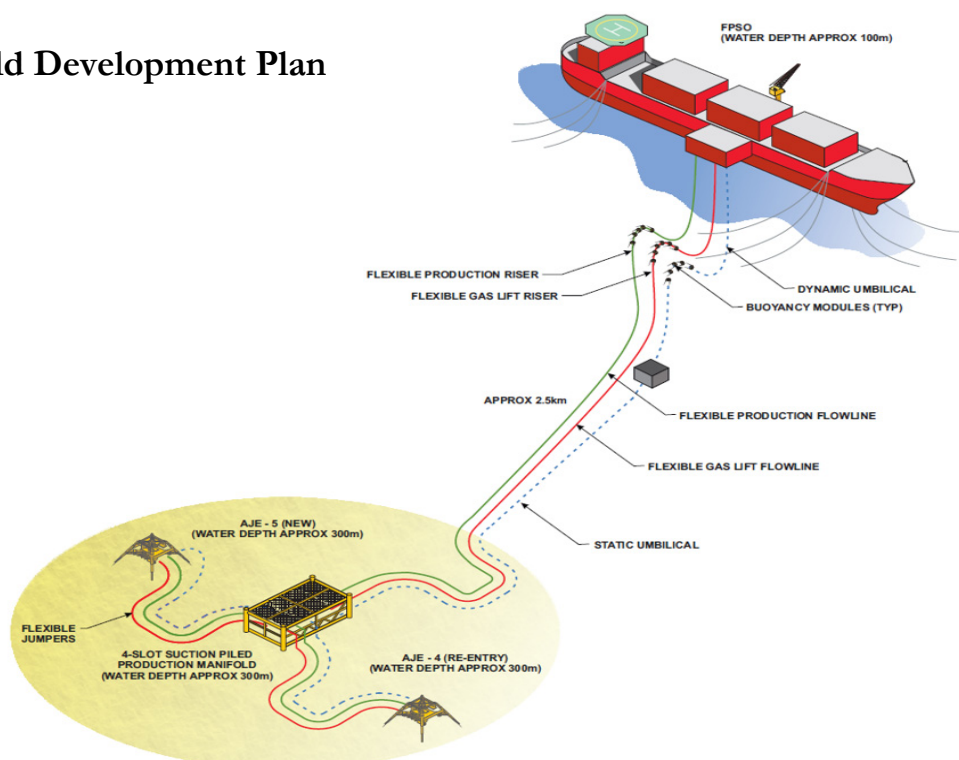 FPSO
(WATER DEPTH APPROX 100m)
ld Development Plan
H
FLEXIBLE PRODUCTION RISER
FLEXIBLE GAS LIFT RISER
DYNAMIC UMBILICAL
BUOYANCY MODULES (TYP)
APPROX 2.5km
FLEXIBLE PRODUCTION FLOWLINE
FLEXIBLE GAS LIFT FLOWLINE
STATIC UMBILICAL
AJE - 5 (NEW)
(WATER DEPTH APPROX 300m)
FLEXIBLE
JUMPERS
4-SLOT SUCTION PILED
PRODUCTION MANIFOLD
(WATER DEPTH APPROX 300m)
AJE - 4 (RE-ENTRY)
(WATER DEPTH APPROX 300m)